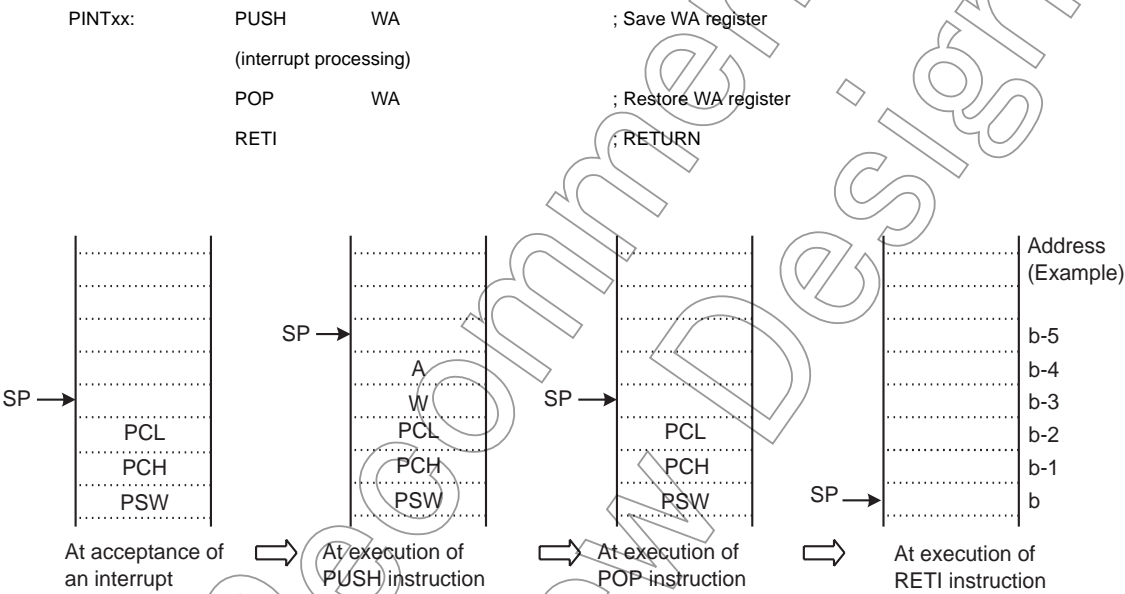 PINTxx: PUSH WA ; Save WA register
(interrupt processing)
POP WA ; Restore WA register
RETI ; RETURN
Address
(Example)
SP b-5
A b-4
SP W SP b-3
PCL PCL PCL b-2
PCH PCH PCH b-1
PSW PSW PSW SP b
At acceptance of At execution of At execution of At execution of
an interrupt PUSH instruction POP instruction RETI instruction